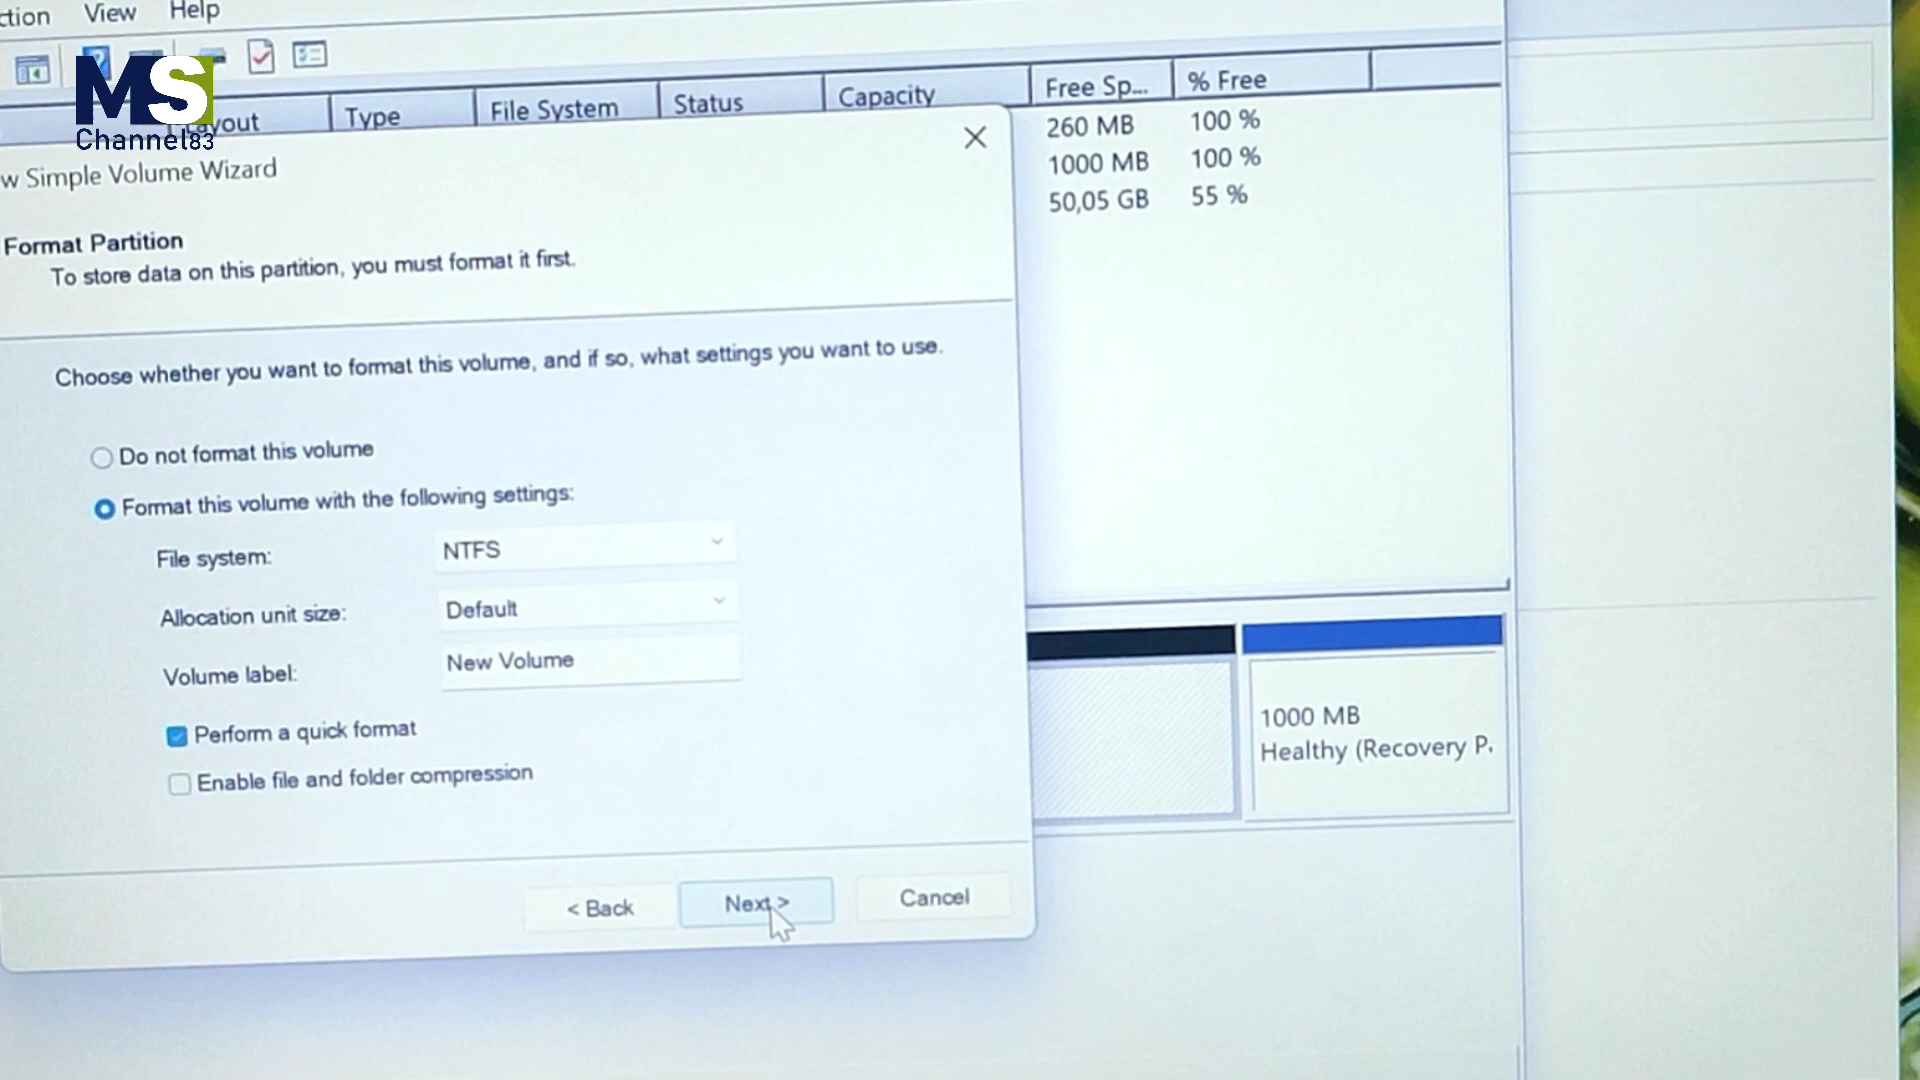 ction View Help
MS
Channel83
Layout Type File System Status Capacity Free Sp... % Free
260 MB 100 %
1000 MB 100 %
50,05 GB 55 %
w Simple Volume Wizard
Format Partition
To store data on this partition, you must format it first.
Choose whether you want to format this volume, and if so, what settings you want to use.
Do not format this volume
Format this volume with the following settings:
File system: NTFS
Allocation unit size: Default
Volume label: New Volume
Perform a quick format
Enable file and folder compression
< Back Next > Cancel
1000 MB
Healthy (Recovery P.